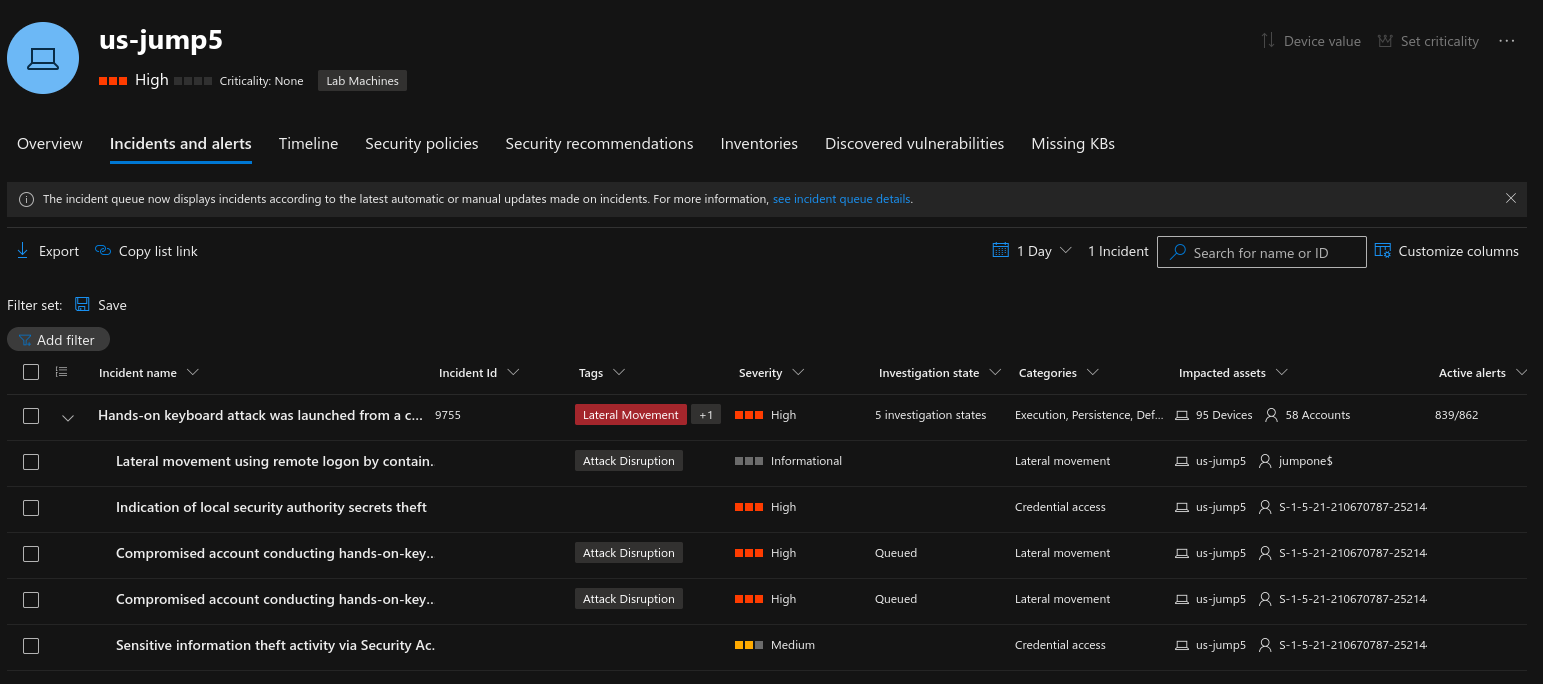 us-jump5
Device value Set criticality ...
High Criticality: None Lab Machines
Overview Incidents and alerts Timeline Security policies Security recommendations Inventories Discovered vulnerabilities Missing KBs
The incident queue now displays incidents according to the latest automatic or manual updates made on incidents. For more information, see incident queue details.
Export Copy list link 1 Day 1 Incident Search for name or ID Customize columns
Filter set: Save
Add filter
Incident name Incident Id Tags Severity Investigation state Categories Impacted assets Active alerts
Hands-on keyboard attack was launched from a c... 9755 Lateral Movement +1 High 5 investigation states Execution, Persistence, Def... 95 Devices 58 Accounts 839/862
Lateral movement using remote logon by contain.. Attack Disruption Informational Lateral movement us-jump5 jumpone$
Indication of local security authority secrets theft High Credential access us-jump5 S-1-5-21-210670787-25214
Compromised account conducting hands-on-key.. Attack Disruption High Queued Lateral movement us-jump5 S-1-5-21-210670787-25214
Compromised account conducting hands-on-key.. Attack Disruption High Queued Lateral movement us-jump5 S-1-5-21-210670787-25214
Sensitive information theft activity via Security Ac. Medium Credential access us-jump5 S-1-5-21-210670787-25214